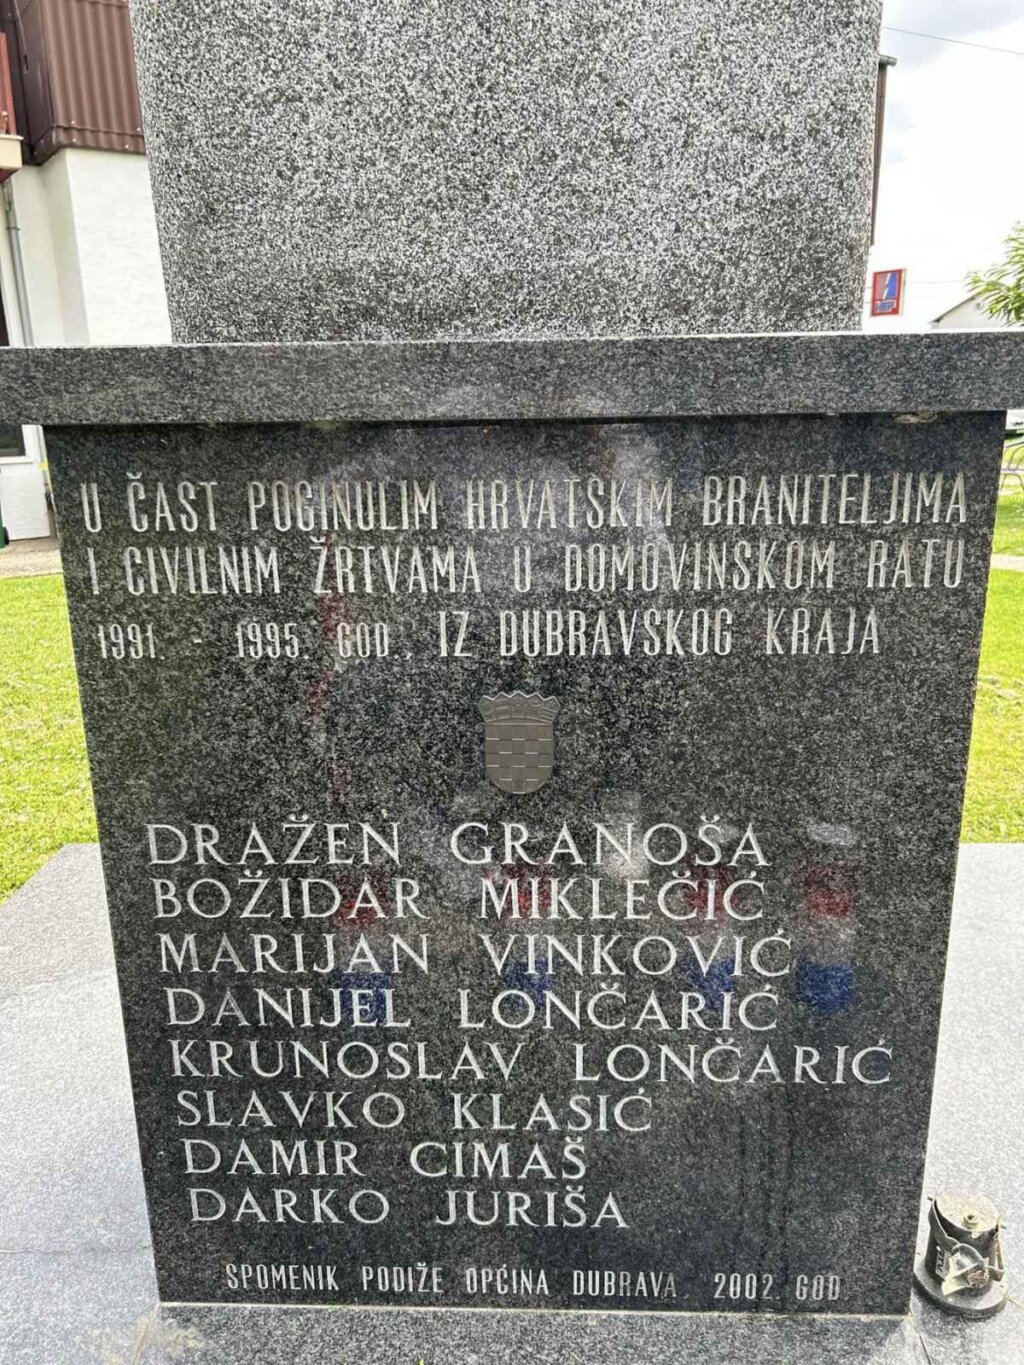 U ČAST POGINULIM HRVATSKIM BRANITELJIMA
I CIVILNIM ŽRTVAMA U DOMOVINSKOM RATU
1991. - 1995. GOD. IZ DUBRAVSKOG KRAJA
DRAŽEN GRANOŠA
BOŽIDAR MIKLEČIĆ
MARIJAN VINKOVIĆ
DANIJEL LONČARIĆ
KRUNOSLAV LONČARIĆ
SLAVKO KLASIĆ
DAMIR CIMAŠ
DARKO JURIŠA
SPOMENIK PODIŽE OPĆINA DUBRAVA, 2002. GOD